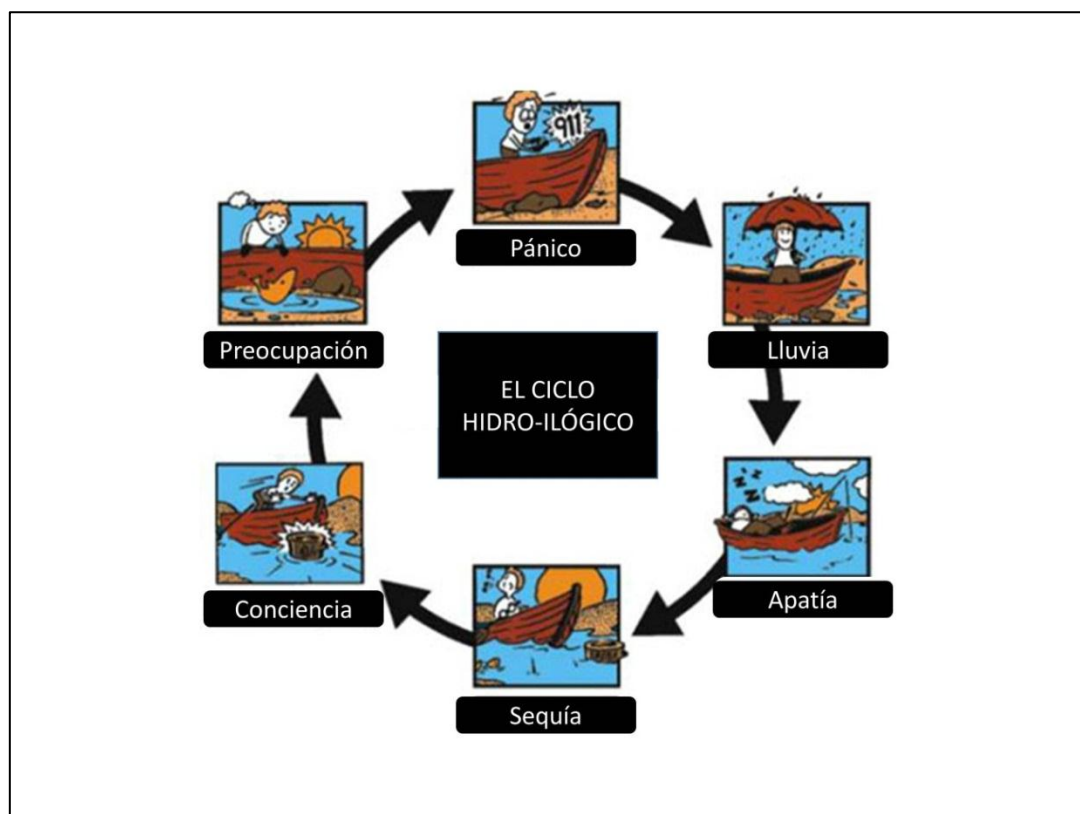 911
Pánico
Preocupación
Lluvia
EL CICLO
HIDRO-ILÓGICO
Z Z Z
Conciencia
Apatía
Sequía